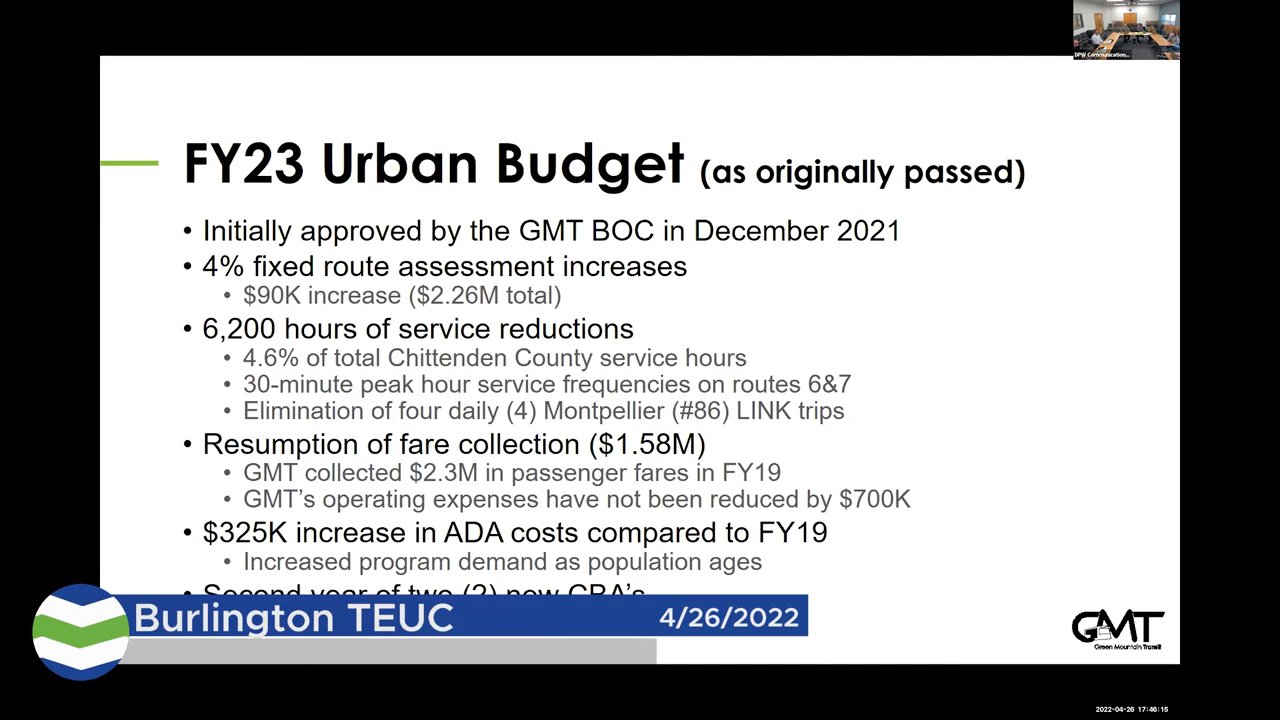 DPW Communication...
FY23 Urban Budget (as originally passed)
• Initially approved by the GMT BOC in December 2021
• 4% fixed route assessment increases
• $90K increase ($2.26M total)
• 6,200 hours of service reductions
• 4.6% of total Chittenden County service hours
• 30-minute peak hour service frequencies on routes 6&7
• Elimination of four daily (4) Montpellier (#86) LINK trips
• Resumption of fare collection ($1.58M)
• GMT collected $2.3M in passenger fares in FY19
• GMT's operating expenses have not been reduced by $700K
• $325K increase in ADA costs compared to FY19
• Increased program demand as population ages
• Second year of two (2) new CBA's
Burlington TEUC 4/26/2022
GMT
Green Mountain Transit
2022-04-26 17:46:15